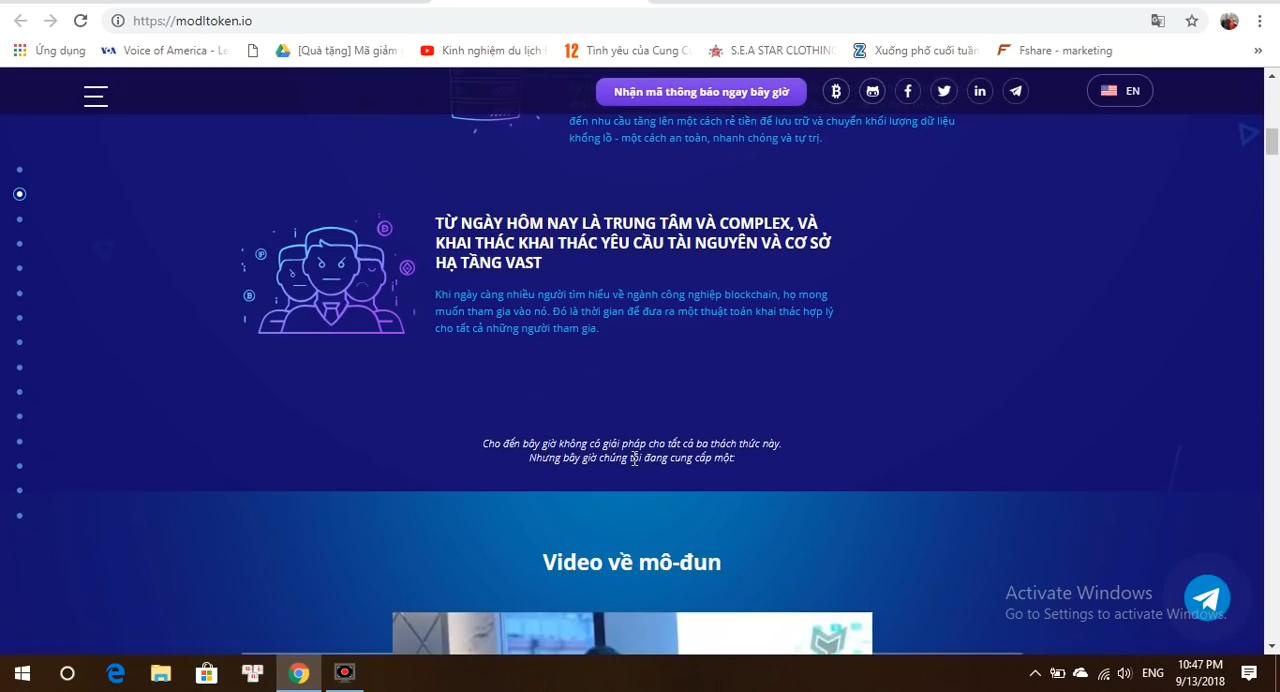 https://modltoken.io
Ứng dụng
Voice of America - Le
[Quà tặng] Mã giảm
Kinh nghiệm du lịch
Tình yêu của Cung C
S.E.A STAR CLOTHING
Xuống phố cuối tuần
Fshare - marketing
»
Nhận mã thông báo ngay bây giờ
EN
đến nhu cầu tăng lên một cách rẻ tiền để lưu trữ và chuyển khối lượng dữ liệu
khổng lồ - một cách an toàn, nhanh chóng và tự trị.
TỪ NGÀY HÔM NAY LÀ TRUNG TÂM VÀ COMPLEX, VÀ
KHAI THÁC KHAI THÁC YÊU CẦU TÀI NGUYÊN VÀ CƠ SỞ
HẠ TẦNG VAST
Khi ngày càng nhiều người tìm hiểu về ngành công nghiệp blockchain, họ mong
muốn tham gia vào nó. Đó là thời gian để đưa ra một thuật toán khai thác hợp lý
cho tất cả những người tham gia.
Cho đến bây giờ không có giải pháp cho tất cả ba thách thức này.
Nhưng bây giờ chúng tôi đang cung cấp một:
Video về mô-đun
Activate Windows
Go to Settings to activate Windows.
ENG
10:47 PM
9/13/2018